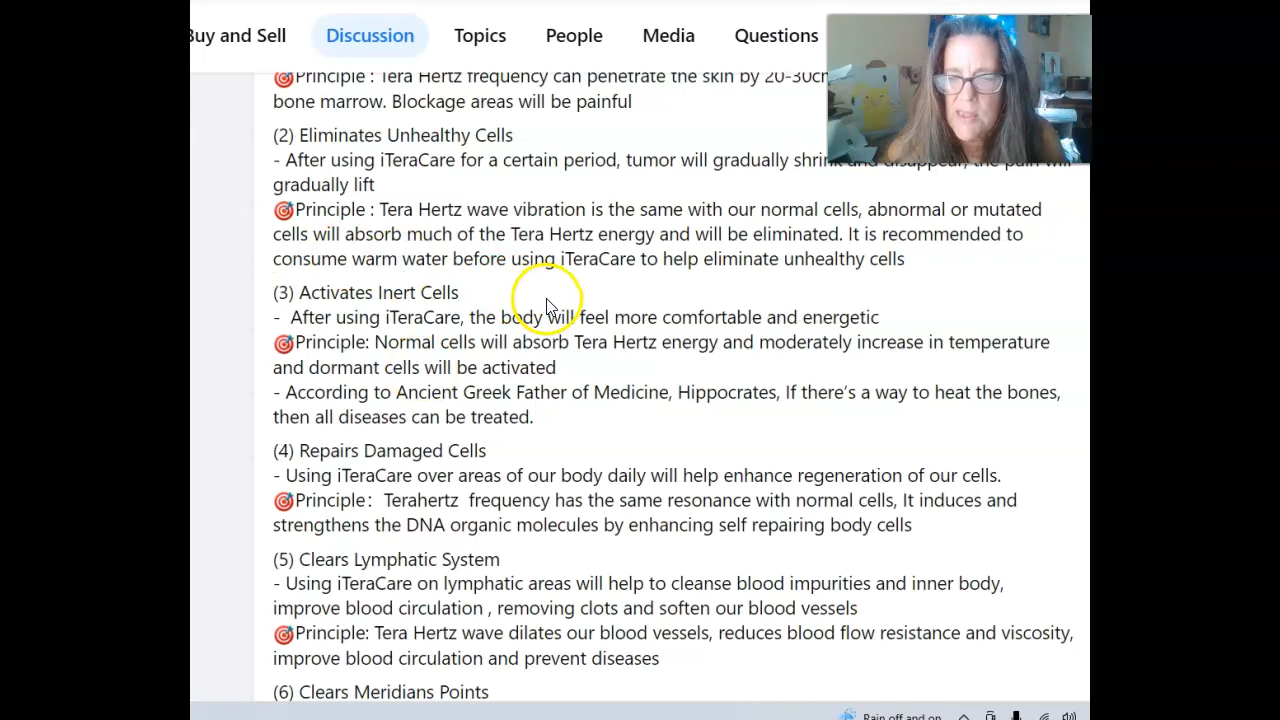 Buy and Sell Discussion Topics People Media Questions
🎯Principle : Tera Hertz frequency can penetrate the skin by 20-30cm
bone marrow. Blockage areas will be painful
(2) Eliminates Unhealthy Cells
- After using iTeraCare for a certain period, tumor will gradually shrink and disappear, the pain will
gradually lift
🎯Principle : Tera Hertz wave vibration is the same with our normal cells, abnormal or mutated
cells will absorb much of the Tera Hertz energy and will be eliminated. It is recommended to
consume warm water before using iTeraCare to help eliminate unhealthy cells
(3) Activates Inert Cells
- After using iTeraCare, the body will feel more comfortable and energetic
🎯Principle: Normal cells will absorb Tera Hertz energy and moderately increase in temperature
and dormant cells will be activated
- According to Ancient Greek Father of Medicine, Hippocrates, If there's a way to heat the bones,
then all diseases can be treated.
(4) Repairs Damaged Cells
- Using iTeraCare over areas of our body daily will help enhance regeneration of our cells.
🎯Principle: Terahertz frequency has the same resonance with normal cells, It induces and
strengthens the DNA organic molecules by enhancing self repairing body cells
(5) Clears Lymphatic System
- Using iTeraCare on lymphatic areas will help to cleanse blood impurities and inner body,
improve blood circulation , removing clots and soften our blood vessels
🎯Principle: Tera Hertz wave dilates our blood vessels, reduces blood flow resistance and viscosity,
improve blood circulation and prevent diseases
(6) Clears Meridians Points
Rain off and on